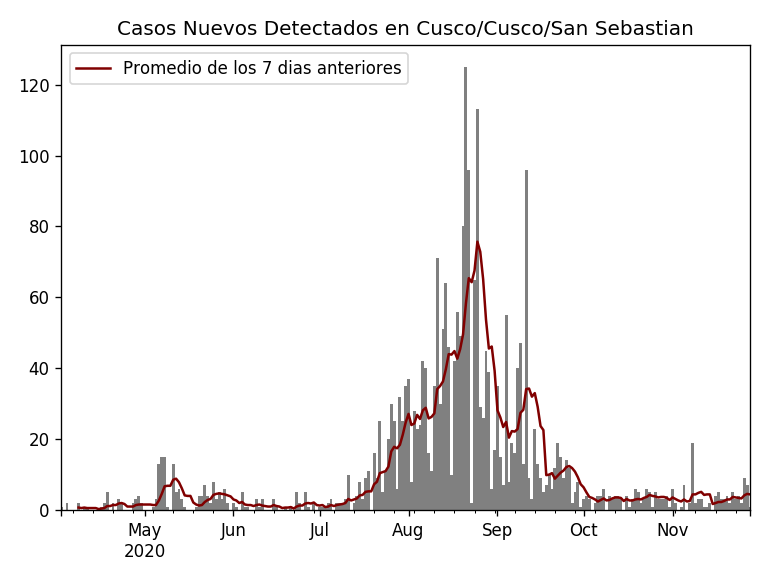 Casos Nuevos Detectados en Cusco/Cusco/San Sebastian
Promedio de los 7 dias anteriores
120
100
80
60
40
20
0
May Jun Jul Aug Sep Oct Nov
2020